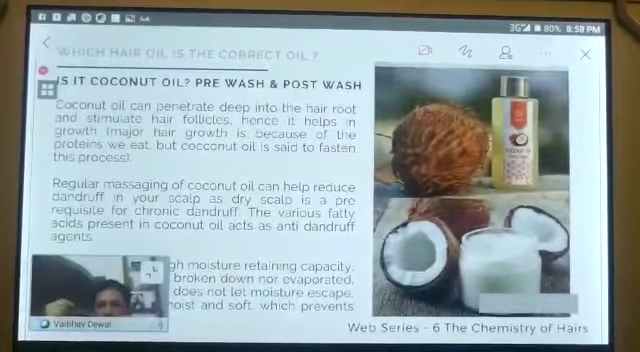 3G 80% 8:58 PM
WHICH HAIR OIL IS THE CORRECT OIL ?
IS IT COCONUT OIL? PRE WASH & POST WASH
Coconut oil can penetrate deep into the hair root
and stimulate hair follicles, hence it helps in
growth (major hair growth is because of the
proteins we eat, but cocconut oil is said to fasten
this process).
Regular massaging of coconut oil can help reduce
dandruff in your scalp as dry scalp is a pre
requisite for chronic dandruff. The various fatty
acids present in coconut oil acts as anti dandruff
agents.
gh moisture retaining capacity,
broken down nor evaporated,
does not let moisture escape,
moist and soft, which prevents
Vaibhav Dewal
Web Series - 6 The Chemistry of Hairs